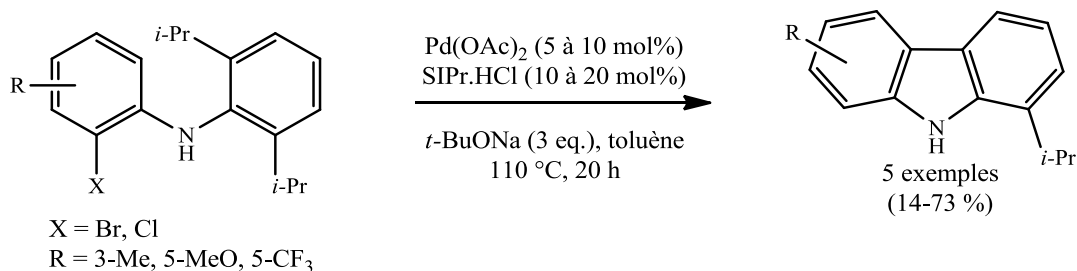 i-Pr
R
N
H
X
i-Pr
X = Br, Cl
R = 3-Me, 5-MeO, 5-CF₃
Pd(OAc)₂ (5 à 10 mol%)
SIPr.HCl (10 à 20 mol%)
t-BuONa (3 eq.), toluène
110 °C, 20 h
R
N
H
i-Pr
5 exemples
(14-73 %)